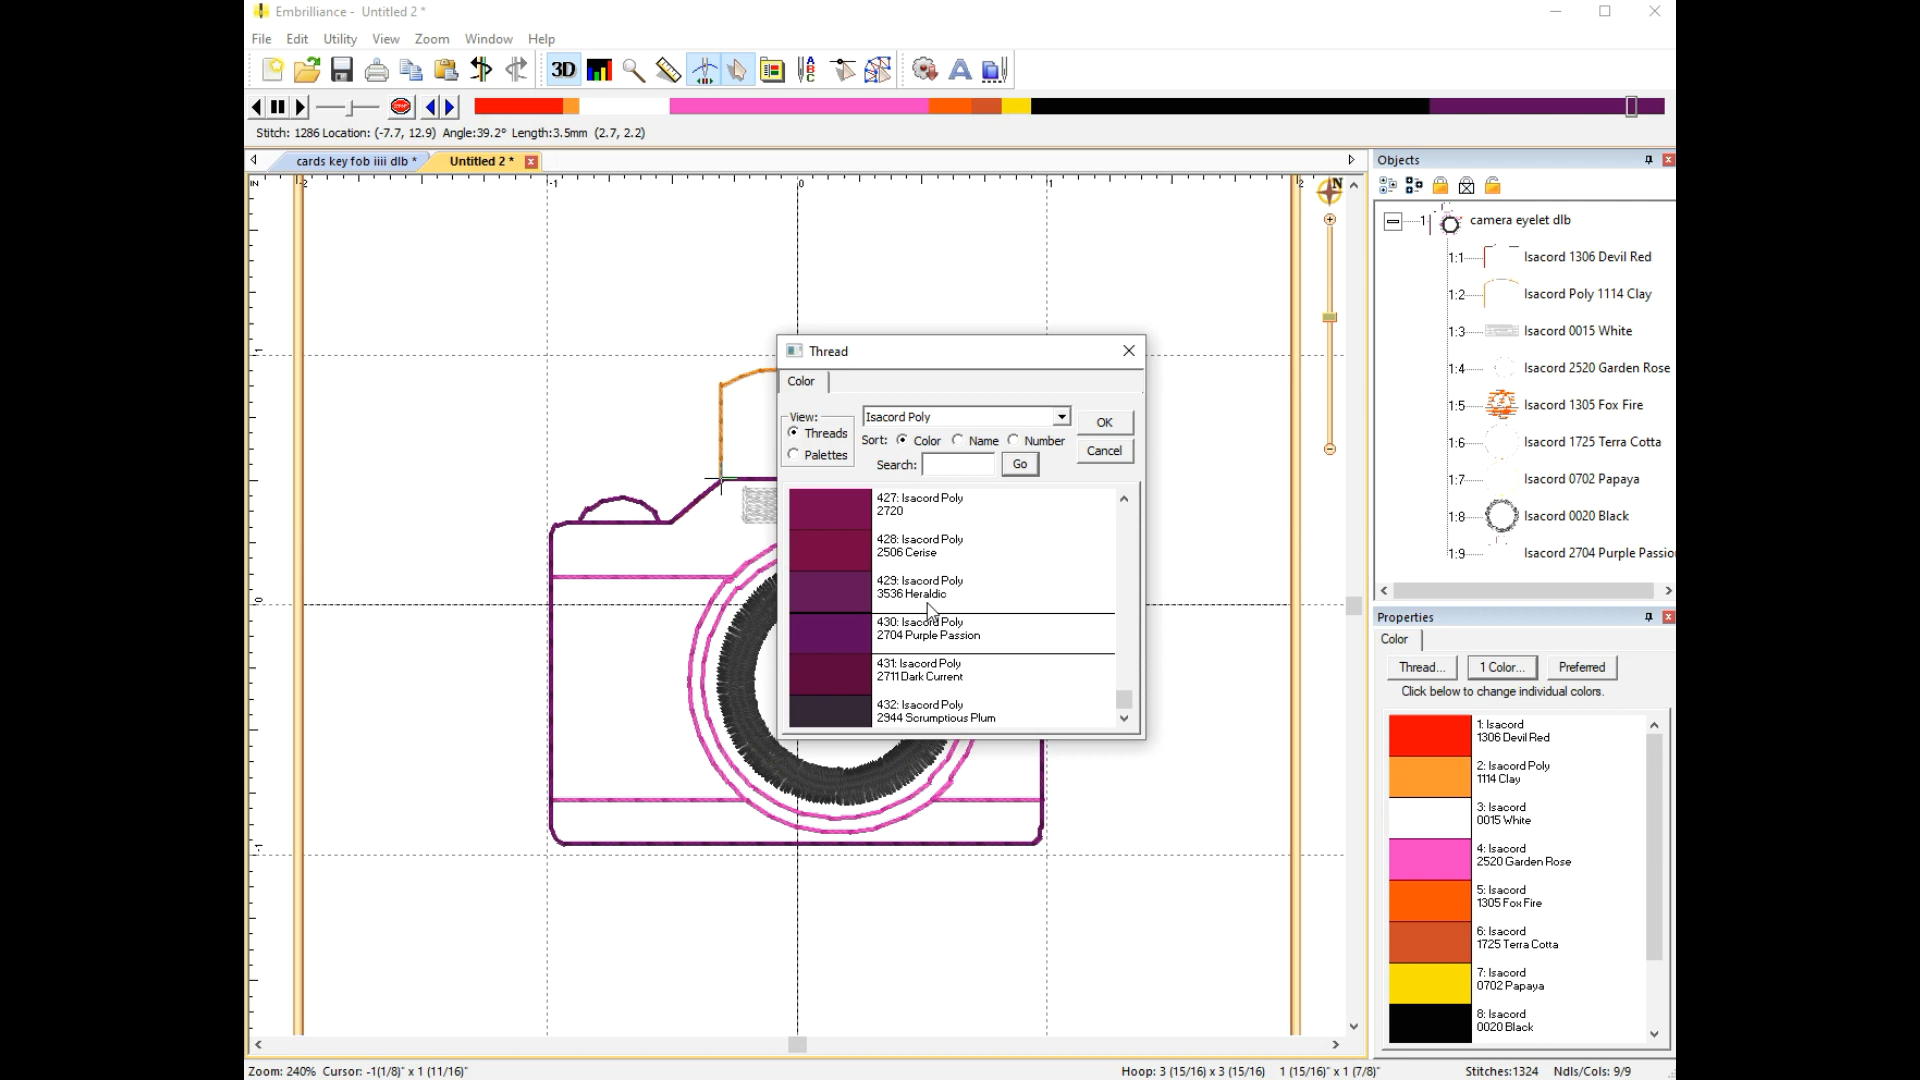 Embrilliance - Untitled 2 *
File Edit Utility View Zoom Window Help
3D
A B C
STOP
Stitch: 1286 Location: (-7.7, 12.9) Angle:39.2° Length:3.5mm (2.7, 2.2)
cards key fob iiii dlb *
Untitled 2 *
IN
-2
-1
0
1
2
N
1
0
-1
Thread
Color
View:
Threads
Palettes
Isacord Poly
OK
Sort: Color Name Number
Cancel
Search:
Go
427: Isacord Poly
2720
428: Isacord Poly
2506 Cerise
429: Isacord Poly
3536 Heraldic
430: Isacord Poly
2704 Purple Passion
431: Isacord Poly
2711 Dark Current
432: Isacord Poly
2944 Scrumptious Plum
Objects
1 camera eyelet dlb
1:1 Isacord 1306 Devil Red
1:2 Isacord Poly 1114 Clay
1:3 Isacord 0015 White
1:4 Isacord 2520 Garden Rose
1:5 Isacord 1305 Fox Fire
1:6 Isacord 1725 Terra Cotta
1:7 Isacord 0702 Papaya
1:8 Isacord 0020 Black
1:9 Isacord 2704 Purple Passio
Properties
Color
Thread... 1 Color... Preferred
Click below to change individual colors.
1: Isacord
1306 Devil Red
2: Isacord Poly
1114 Clay
3: Isacord
0015 White
4: Isacord
2520 Garden Rose
5: Isacord
1305 Fox Fire
6: Isacord
1725 Terra Cotta
7: Isacord
0702 Papaya
8: Isacord
0020 Black
Zoom: 240% Cursor: -1(1/8)" x 1 (11/16)"
Hoop: 3 (15/16) x 3 (15/16) 1 (15/16)" x 1 (7/8)"
Stitches:1324 Ndls/Cols: 9/9